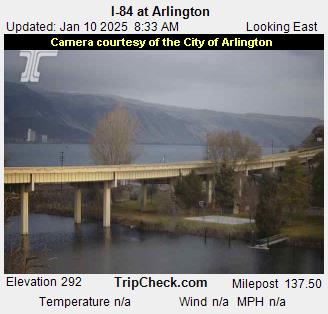 I-84 at Arlington
Updated: Jan 10 2025 8:33 AM Looking East
Camera courtesy of the City of Arlington
Elevation 292 TripCheck.com Milepost 137.50
Temperature n/a Wind n/a MPH n/a